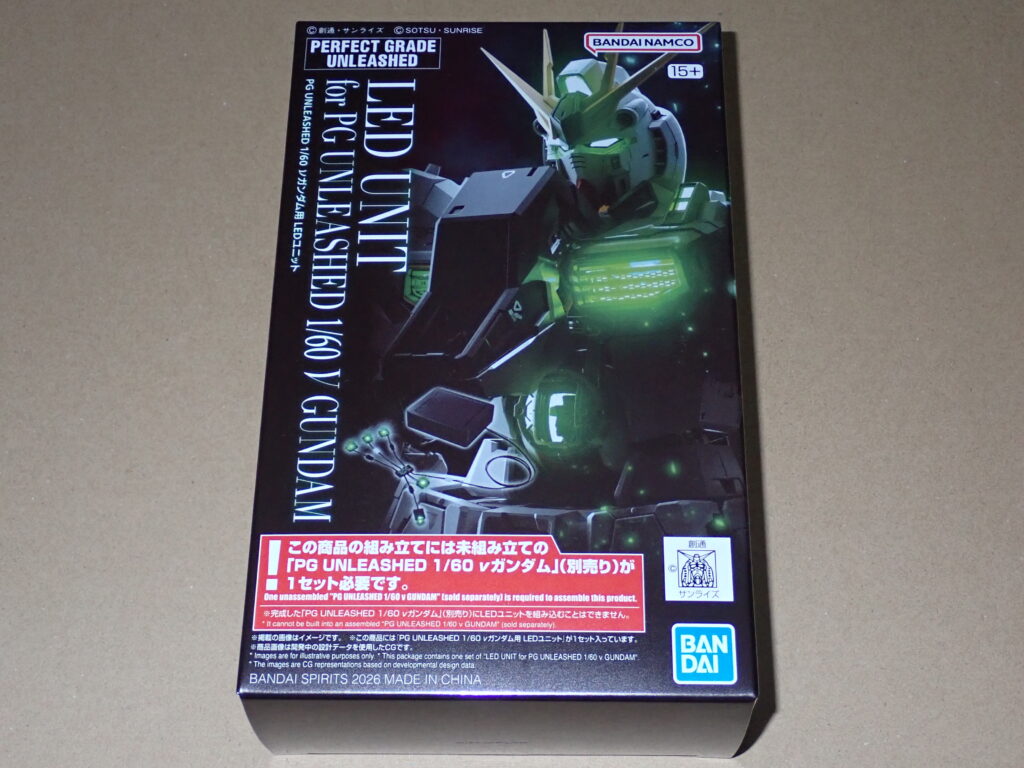 ©創通・サンライズ ©SOTSU・SUNRISE
PERFECT GRADE
UNLEASHED
BANDAI NAMCO
15+
LED UNIT
for PG UNLEASHED 1/60 ν GUNDAM
PG UNLEASHED 1/60 νガンダム用 LEDユニット
!
この商品の組み立てには未組み立ての
「PG UNLEASHED 1/60 νガンダム」(別売り)が
1セット必要です。
One unassembled "PG UNLEASHED 1/60 ν GUNDAM" (sold separately) is required to assemble this product.
※完成した「PG UNLEASHED 1/60 νガンダム」(別売り)にLEDユニットを組み込むことはできません。
* It cannot be built into an assembled "PG UNLEASHED 1/60 ν GUNDAM" (sold separately).
※掲載の画像はイメージです。 ※この商品には「PG UNLEASHED 1/60 νガンダム用 LEDユニット」が1セット入っています。
※商品画像は開発中の設計データを使用したCGです。
* Images are for illustrative purposes only. * This package contains one set of "LED UNIT for PG UNLEASHED 1/60 ν GUNDAM".
* The images are CG representations based on developmental design data.
BANDAI SPIRITS 2026 MADE IN CHINA
創通
©
サンライズ
BAN
DAI